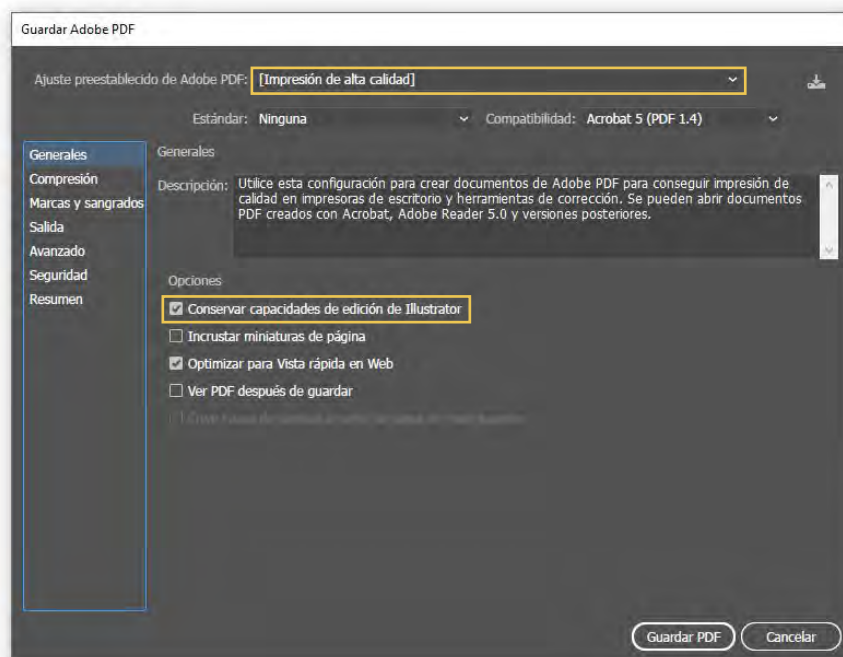 Guardar Adobe PDF
Ajuste preestablecido de Adobe PDF: [Impresión de alta calidad]
Estándar: Ninguna Compatibilidad: Acrobat 5 (PDF 1.4)
Generales
Compresión
Marcas y sangrados
Salida
Avanzado
Seguridad
Resumen
Generales
Descripción: Utilice esta configuración para crear documentos de Adobe PDF para conseguir impresión de
calidad en impresoras de escritorio y herramientas de corrección. Se pueden abrir documentos
PDF creados con Acrobat, Adobe Reader 5.0 y versiones posteriores.
Opciones
Conservar capacidades de edición de Illustrator
Incrustar miniaturas de página
Optimizar para Vista rápida en Web
Ver PDF después de guardar
Guardar PDF Cancelar